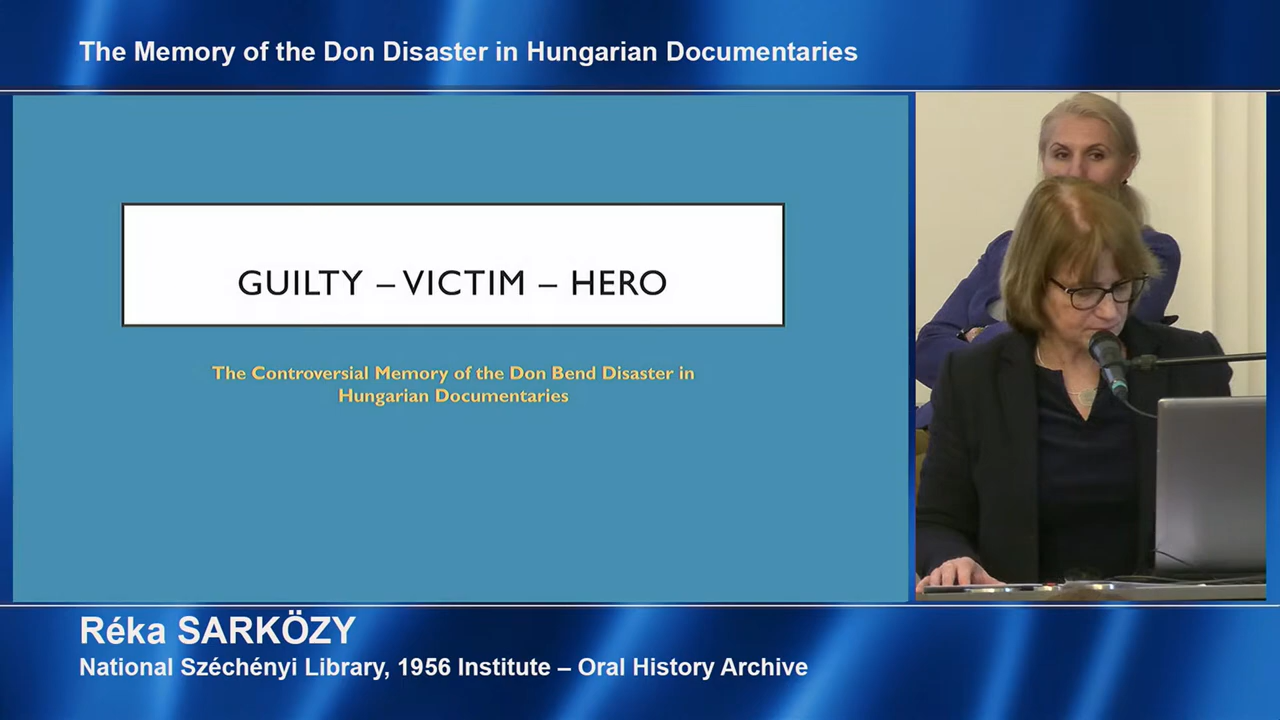 The Memory of the Don Disaster in Hungarian Documentaries
GUILTY – VICTIM – HERO
The Controversial Memory of the Don Bend Disaster in
Hungarian Documentaries
Réka SARKÖZY
National Széchényi Library, 1956 Institute – Oral History Archive